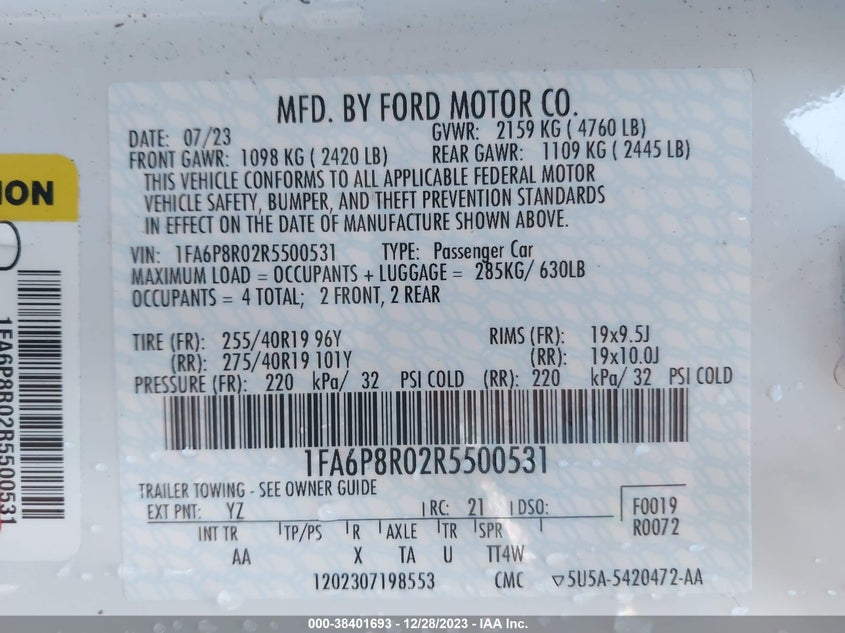 MFD. BY FORD MOTOR CO.
DATE: 07/23 GVWR: 2159 KG ( 4760 LB)
FRONT GAWR: 1098 KG ( 2420 LB) REAR GAWR: 1109 KG ( 2445 LB)
THIS VEHICLE CONFORMS TO ALL APPLICABLE FEDERAL MOTOR
VEHICLE SAFETY, BUMPER, AND THEFT PREVENTION STANDARDS
IN EFFECT ON THE DATE OF MANUFACTURE SHOWN ABOVE.
VIN: 1FA6P8R02R5500531 TYPE: Passenger Car
MAXIMUM LOAD = OCCUPANTS + LUGGAGE = 285KG/ 630LB
OCCUPANTS = 4 TOTAL; 2 FRONT, 2 REAR
TIRE (FR): 255/40R19 96Y RIMS (FR): 19x9.5J
(RR): 275/40R19 101Y (RR): 19x10.0J
PRESSURE (FR): 220 kPa/ 32 PSI COLD (RR): 220 kPa/ 32 PSI COLD
1FA6P8R02R5500531
TRAILER TOWING - SEE OWNER GUIDE
EXT PNT: YZ RC: 21 DSO: F0019
INT TR TP/PS R AXLE TR SPR R0072
AA X TA U TT4W
1202307198553 CMC ▽5U5A-5420472-AA
ION
1FA6P8R02R5500531
000-38401693 - 12/28/2023 - IAA Inc.